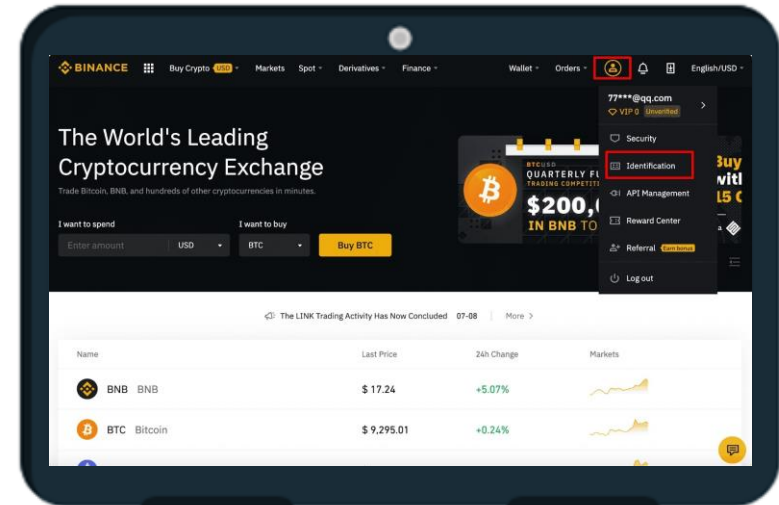 BINANCE Buy Crypto USD Markets Spot Derivatives Finance Wallet Orders English/USD
77***@qq.com
VIP 0 Unverified
Security
Identification
API Management
Reward Center
Referral Earn bonus
Log out
The World's Leading
Cryptocurrency Exchange
Trade Bitcoin, BNB, and hundreds of other cryptocurrencies in minutes.
I want to spend I want to buy
Enter amount USD BTC Buy BTC
BTCUSD
QUARTERLY
TRADING
$200,
IN BNB TO
Buy
The LINK Trading Activity Has Now Concluded 07-08 More
Name Last Price 24h Change Markets
BNB BNB $ 17.24 +5.07%
BTC Bitcoin $ 9,295.01 +0.24%